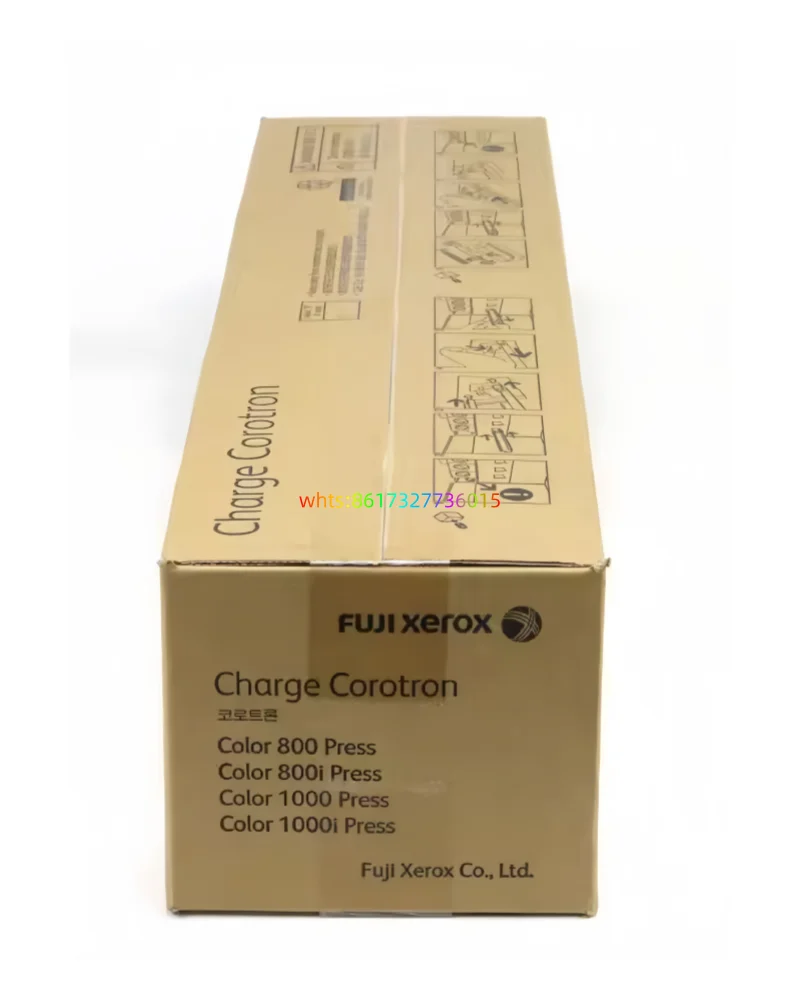 Charge Corotron
whts:8617327736015
FUJI xerox
Charge Corotron
코로트론
Color 800 Press
Color 800i Press
Color 1000 Press
Color 1000i Press
Fuji Xerox Co., Ltd.